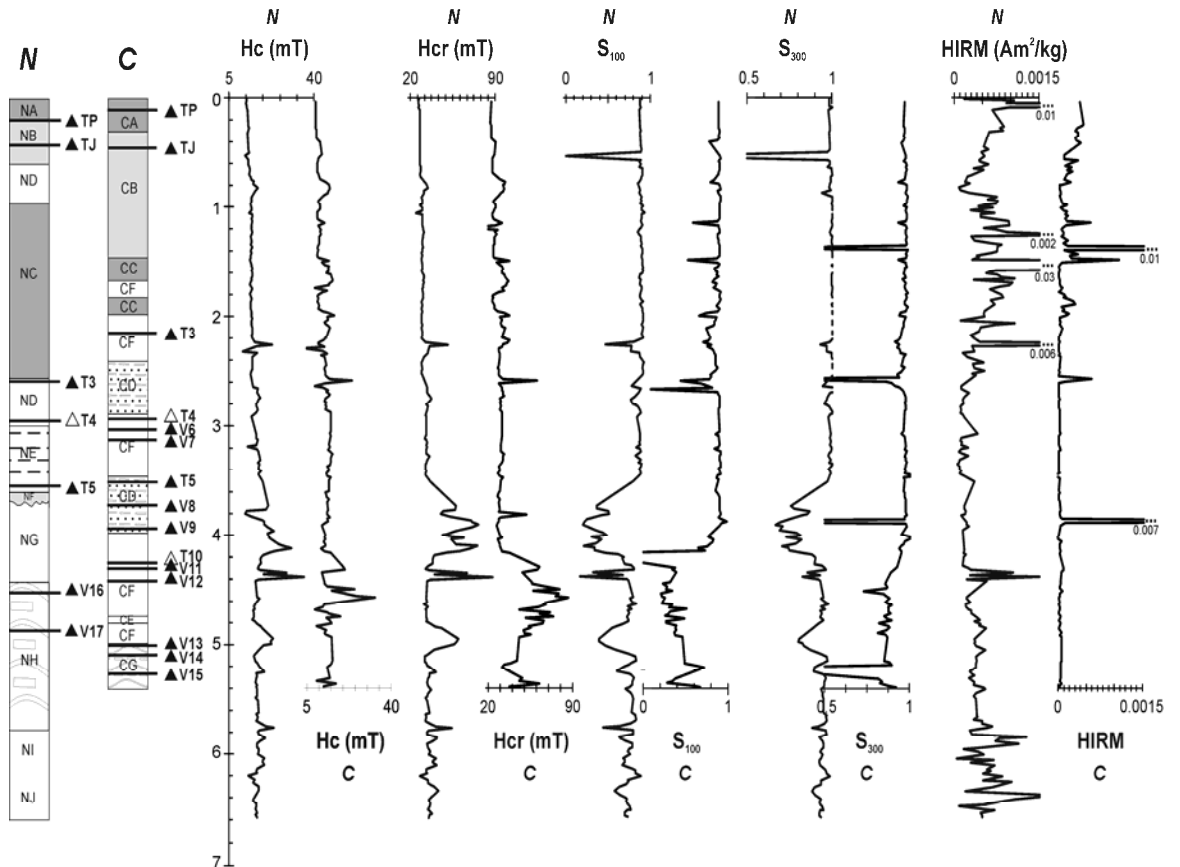 N
N
N
N
N
Hc (mT)
Hcr (mT)
S100
S300
HIRM (Am2/kg)
N
C
5
40
20
90
0
1
0.5
1
0
0.0015
0
1
2
3
4
5
6
7
NA
NB
ND
NC
ND
NE
NF
NG
NH
NI
NJ
TP
TJ
T3
T4
T5
V16
V17
CA
CB
CC
CF
CC
CF
CD
CF
CD
CF
CE
CF
CG
TP
TJ
T3
T4
V6
V7
T5
V8
V9
T10
V11
V12
V13
V14
V15
0.01
0.002
0.01
0.03
0.006
0.007
5
40
20
90
0
1
0.5
1
0
0.0015
Hc (mT)
Hcr (mT)
S100
S300
HIRM
C
C
C
C
C